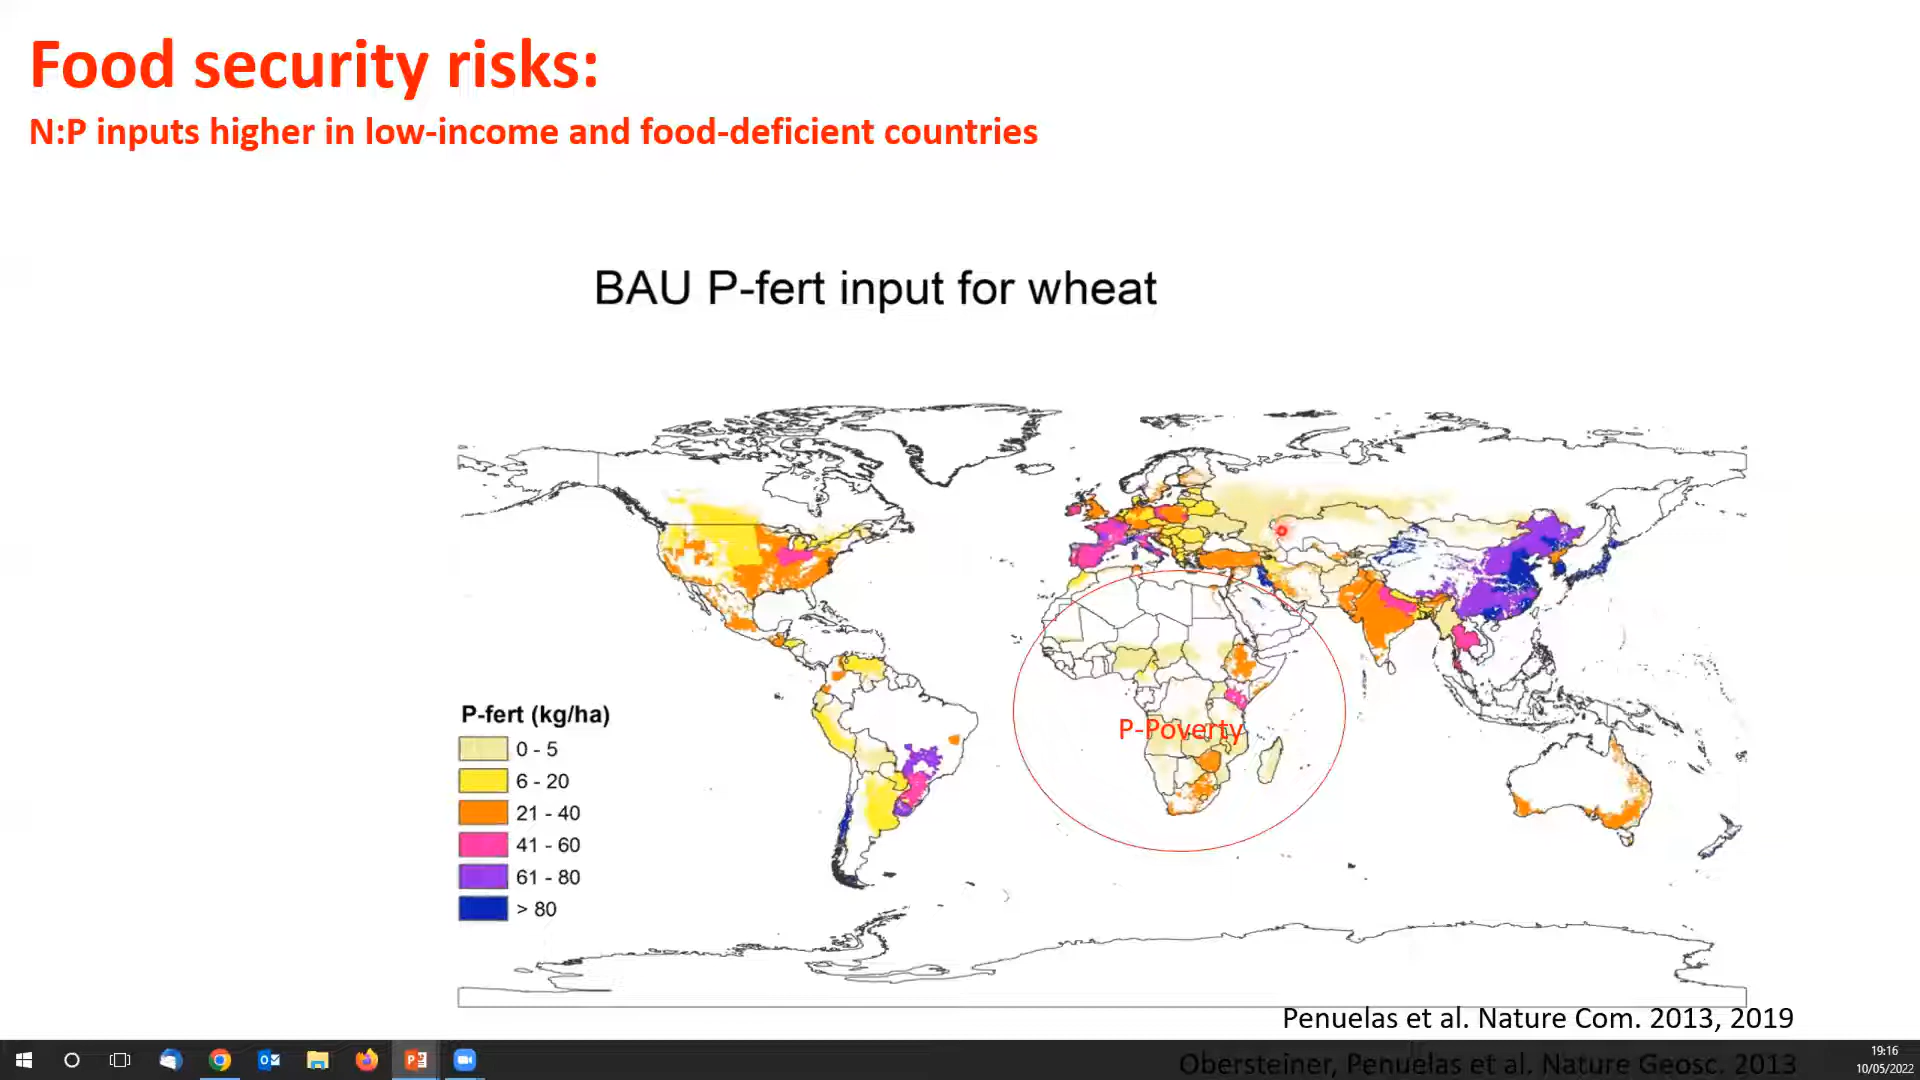 Food security risks:
N:P inputs higher in low-income and food-deficient countries
BAU P-fert input for wheat
P-Poverty
P-fert (kg/ha)
0 - 5
6 - 20
21 - 40
41 - 60
61 - 80
> 80
Penuelas et al. Nature Com. 2013, 2019
Obersteiner, Penuelas et al. Nature Geosc. 2013
19:16
10/05/2022